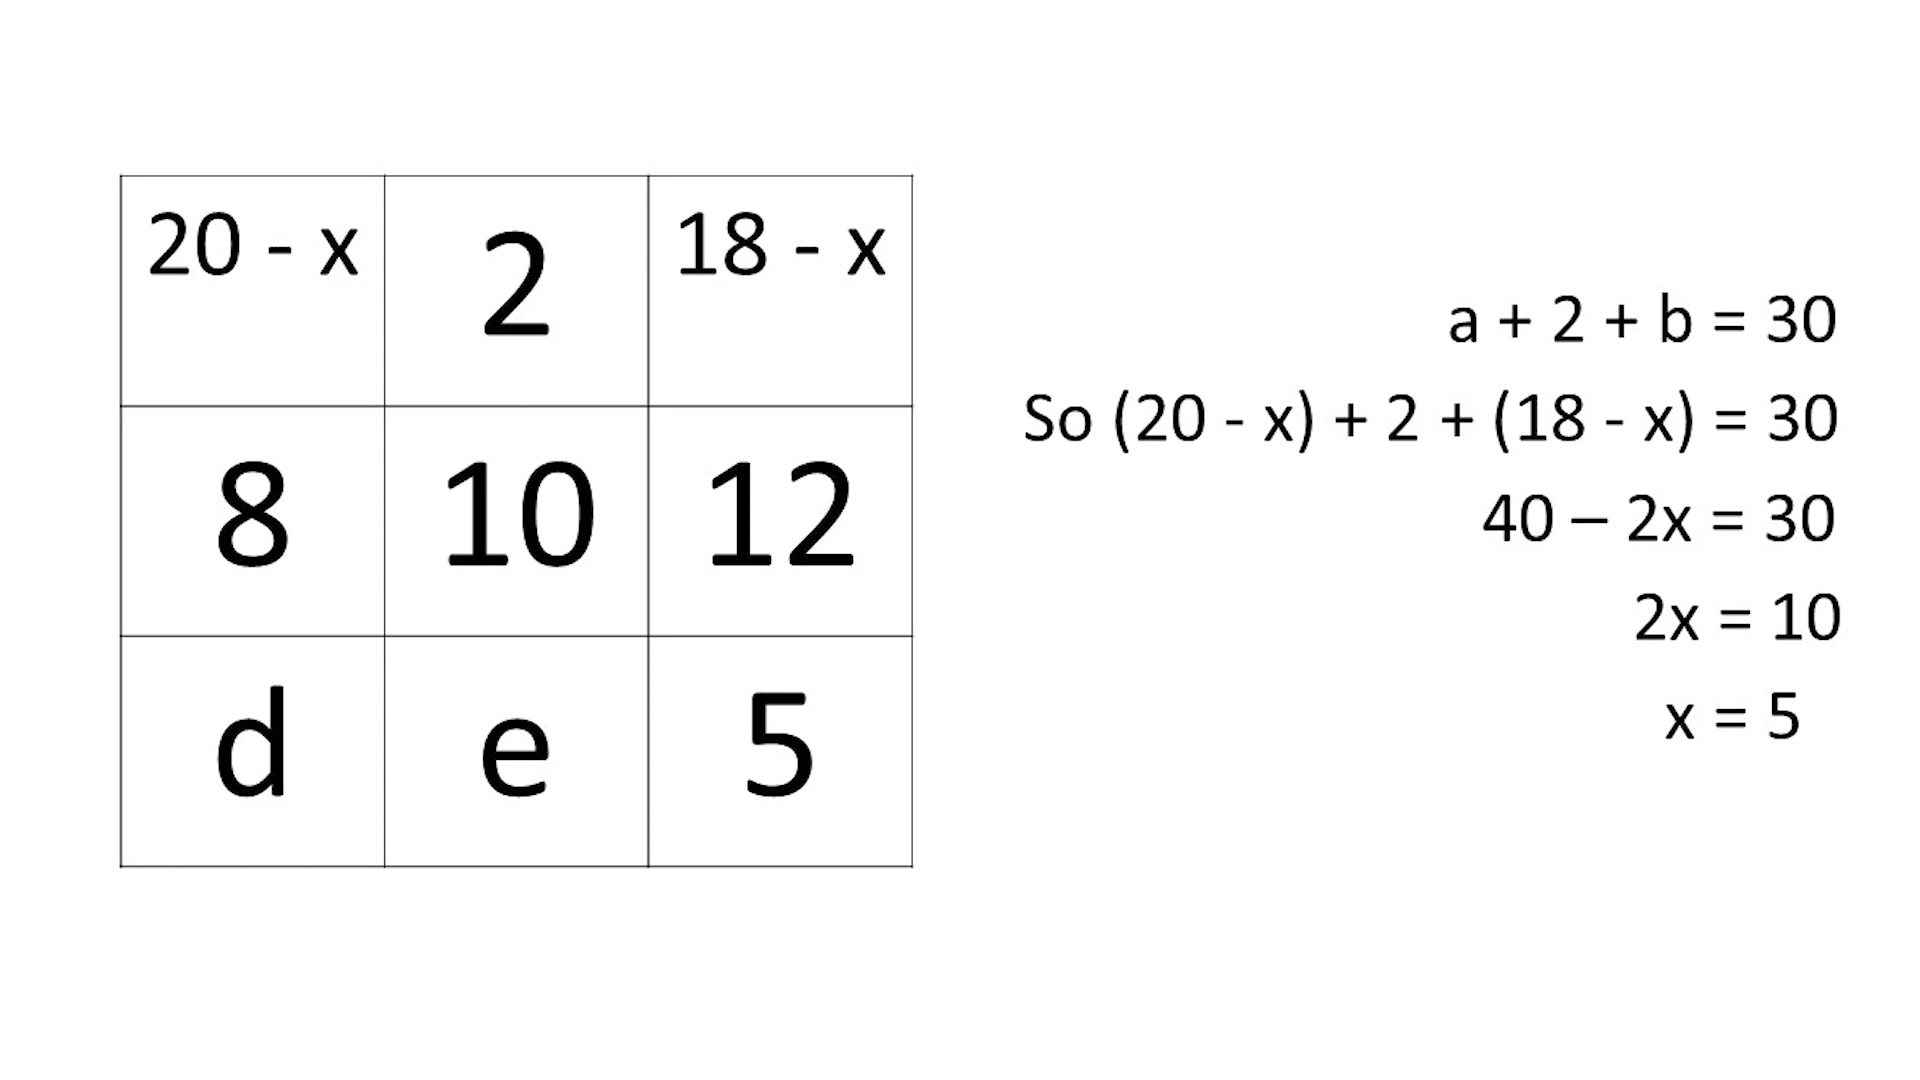 20 - x 2 18 - x
8 10 12
d e 5
a + 2 + b = 30
So (20 - x) + 2 + (18 - x) = 30
40 – 2x = 30
2x = 10
x = 5